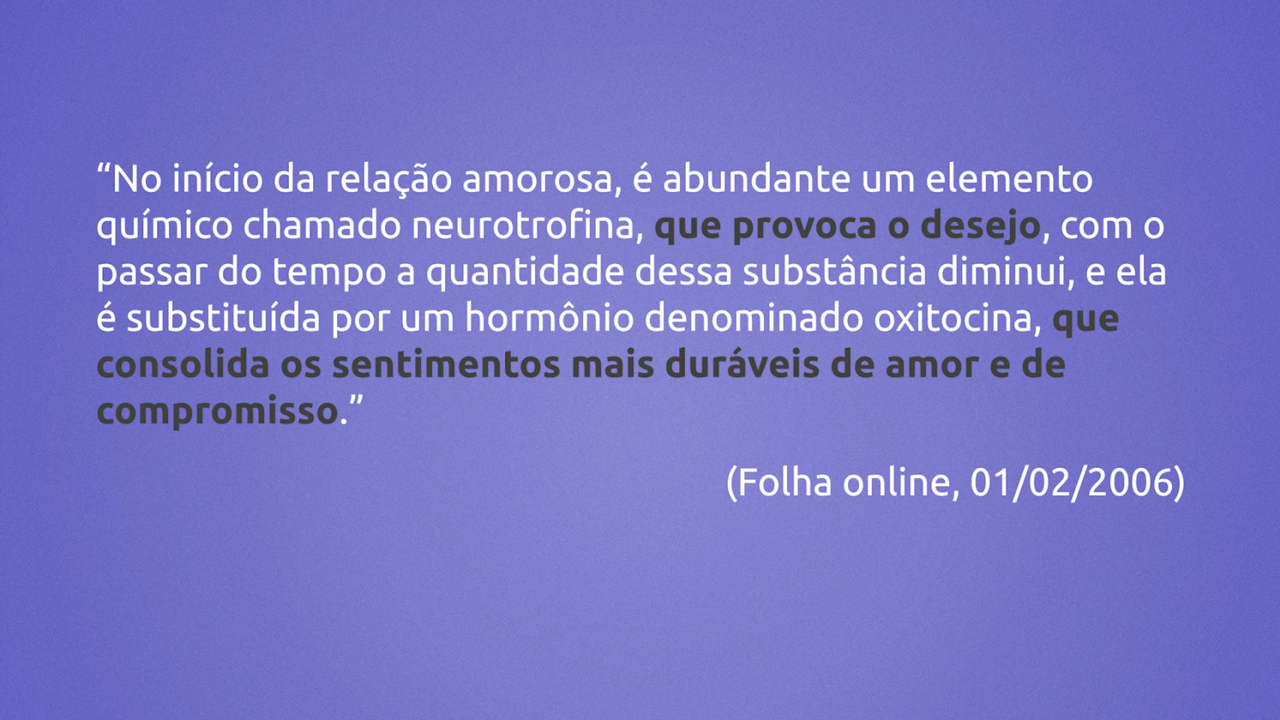 “No início da relação amorosa, é abundante um elemento
químico chamado neurotrofina, que provoca o desejo, com o
passar do tempo a quantidade dessa substância diminui, e ela
é substituída por um hormônio denominado oxitocina, que
consolida os sentimentos mais duráveis de amor e de
compromisso.”
(Folha online, 01/02/2006)